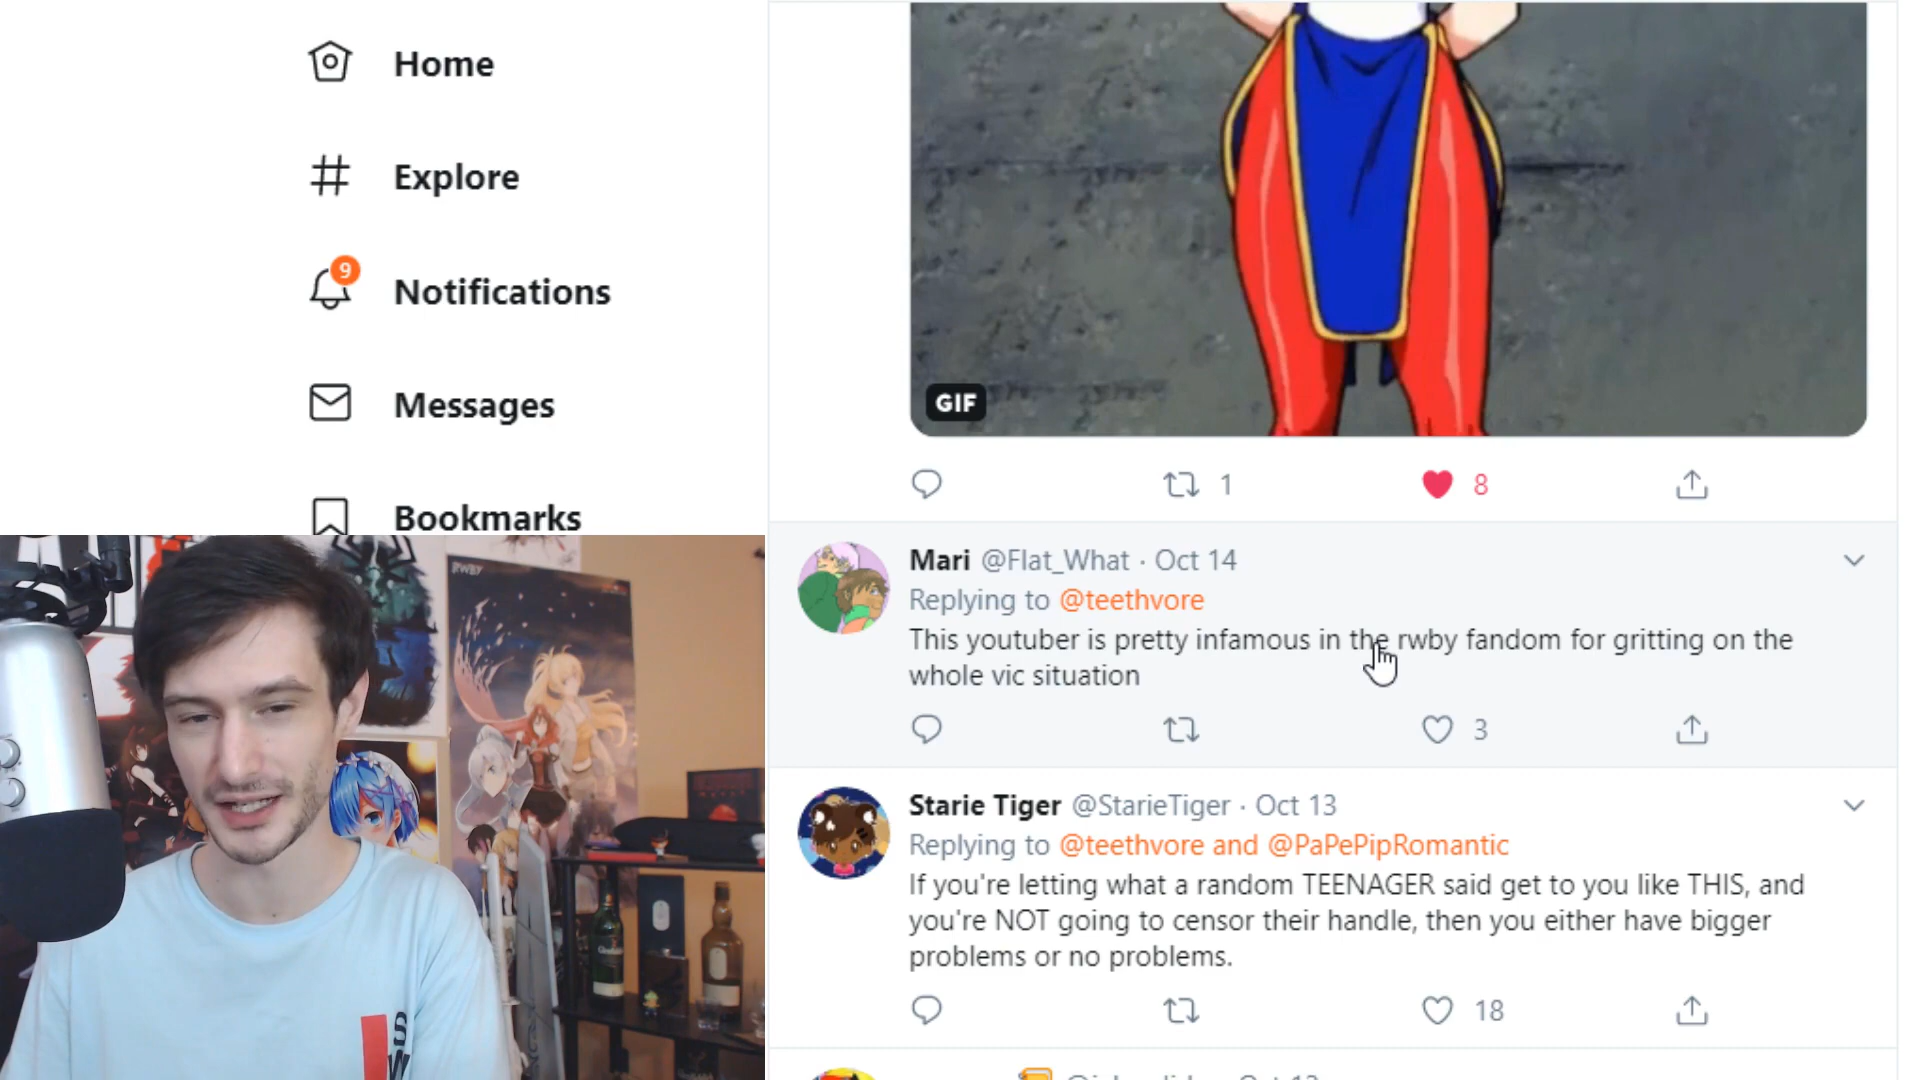 Home
Explore
9
Notifications
Messages
Bookmarks
RWBY
GIF
1
8
Mari @Flat_What · Oct 14
Replying to @teethvore
This youtuber is pretty infamous in the rwby fandom for gritting on the
whole vic situation
3
Starie Tiger @StarieTiger · Oct 13
Replying to @teethvore and @PaPePipRomantic
If you're letting what a random TEENAGER said get to you like THIS, and
you're NOT going to censor their handle, then you either have bigger
problems or no problems.
18